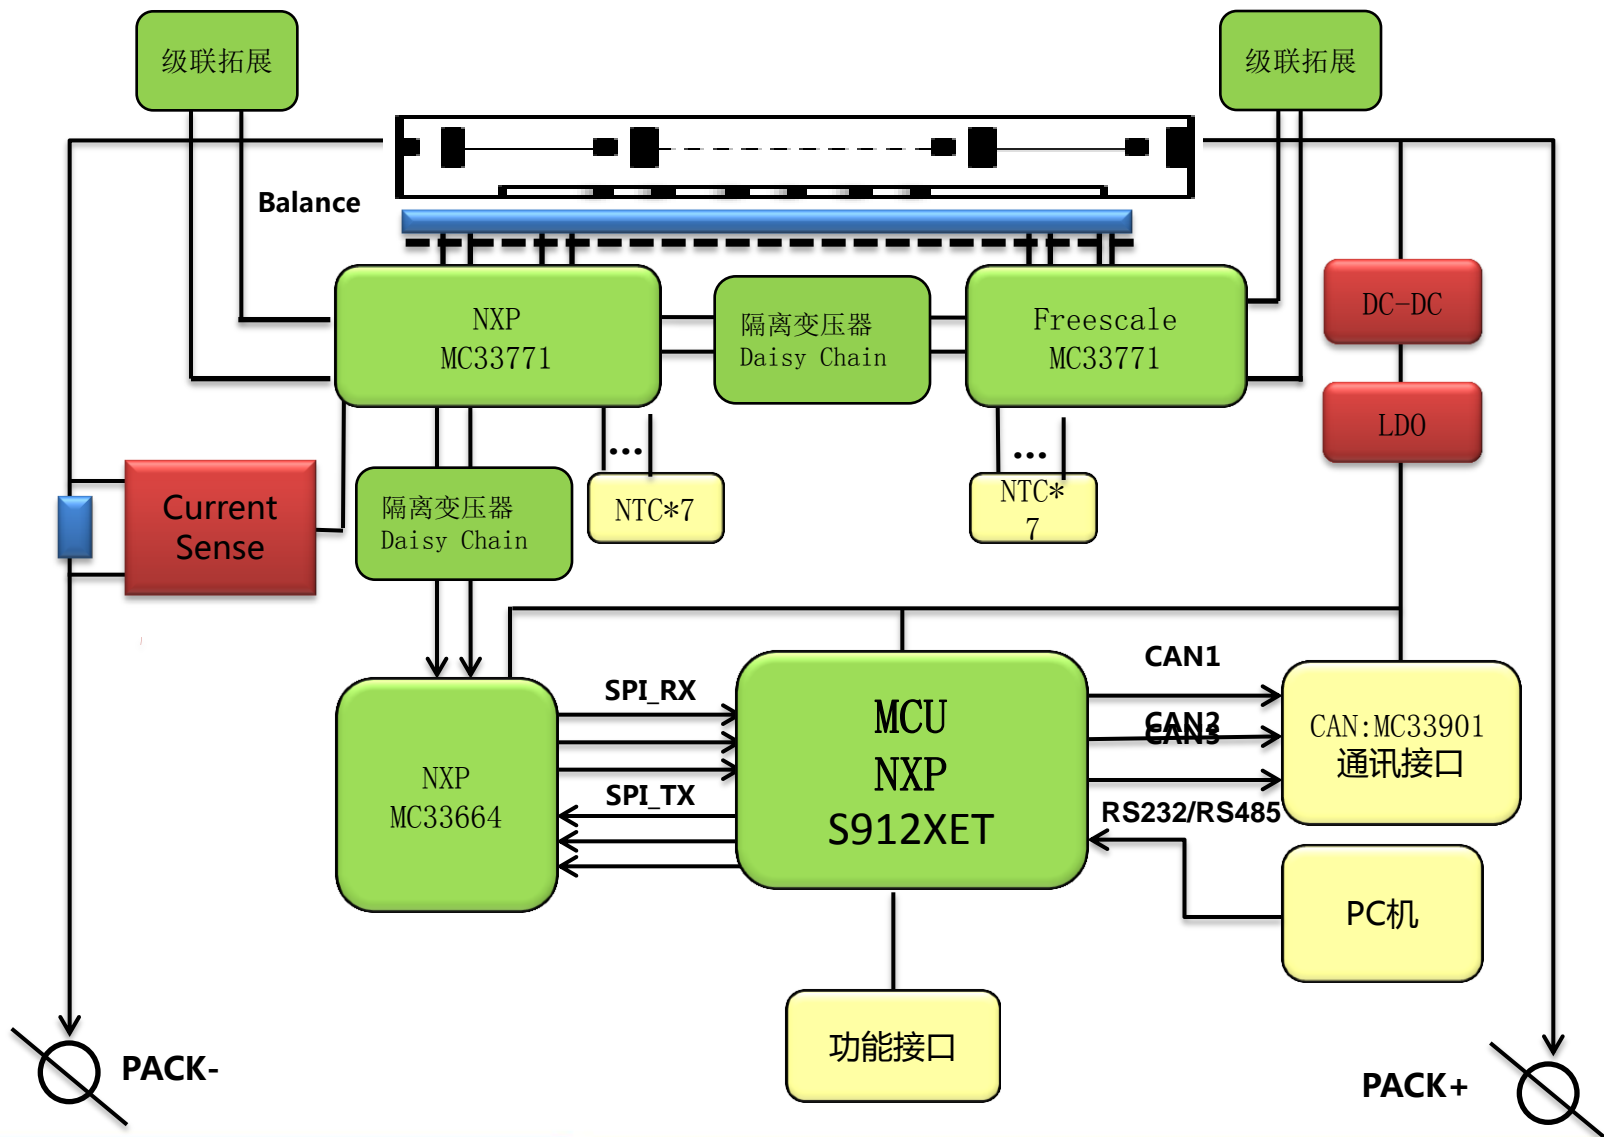 级联拓展
级联拓展
Balance
NXP
MC33771
隔离变压器
Daisy Chain
Freescale
MC33771
DC-DC
LDO
...
...
Current
Sense
隔离变压器
Daisy Chain
NTC*7
NTC*
7
CAN1
SPI_RX
CAN2
CAN3
MCU
NXP
S912XET
CAN:MC33901
通讯接口
NXP
MC33664
SPI_TX
RS232/RS485
PC机
功能接口
PACK-
PACK+